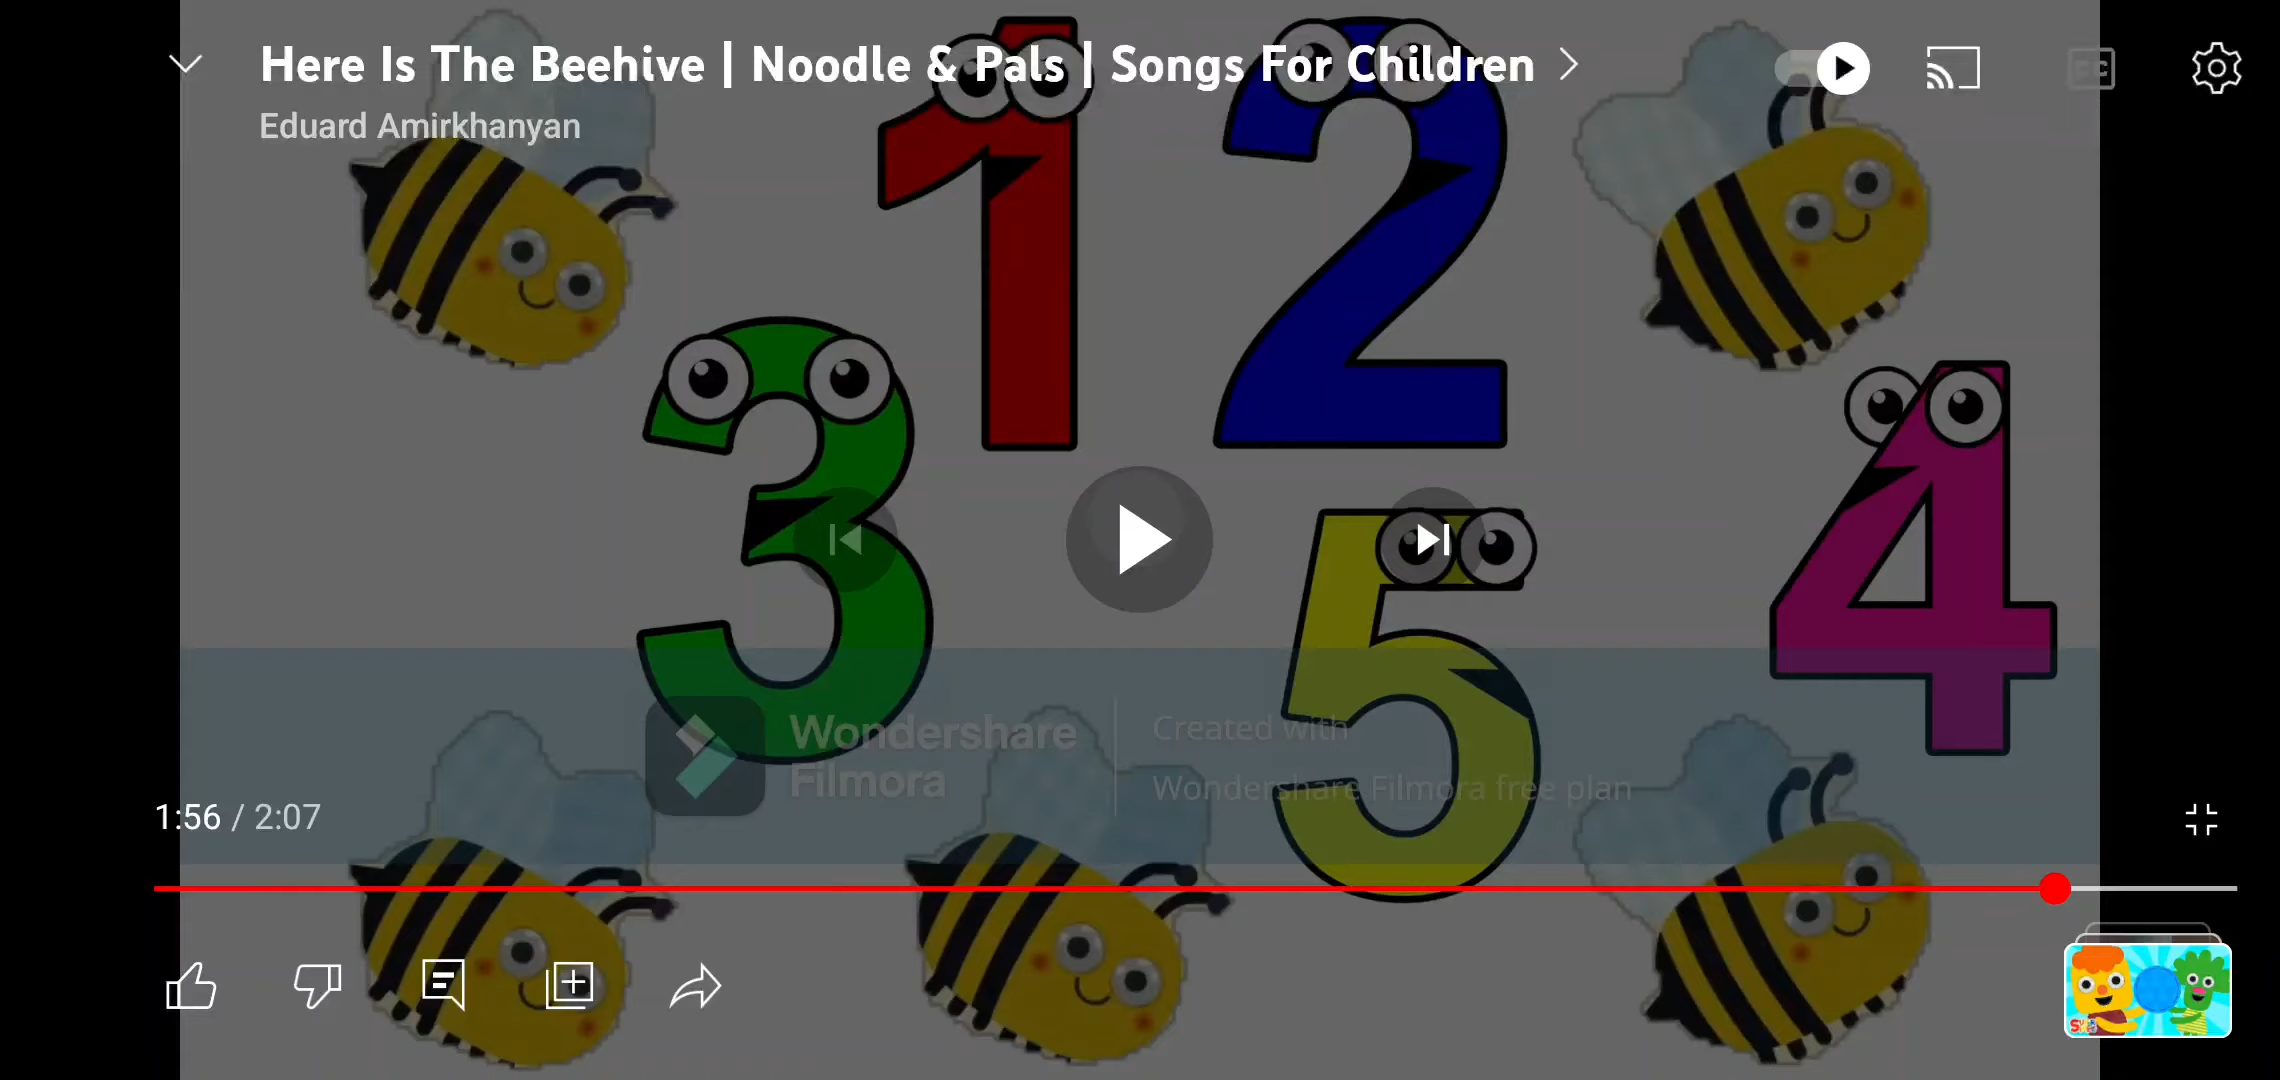 Here Is The Beehive | Noodle & Pals | Songs For Children
Eduard Amirkhanyan
CC
1
2
3
4
5
Wondershare
Filmora
Created with
Wondershare Filmora free plan
1:56 / 2:07